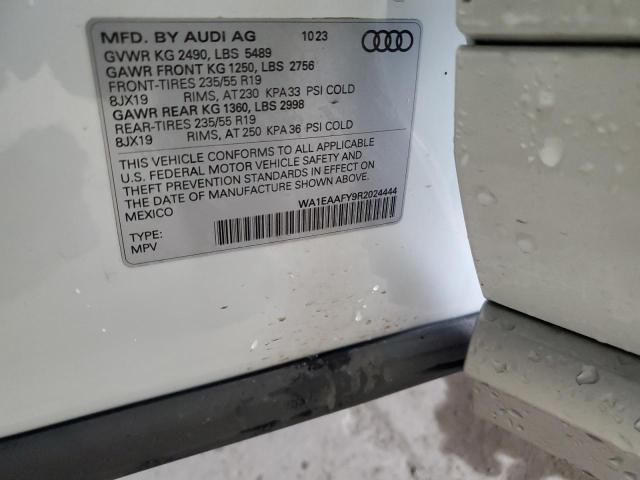 MFD. BY AUDI AG 10 23
GVWR KG 2490, LBS 5489
GAWR FRONT KG 1250, LBS 2756
FRONT-TIRES 235/55 R19
8JX19 RIMS, AT 230 KPA 33 PSI COLD
GAWR REAR KG 1360, LBS 2998
REAR-TIRES 235/55 R19
8JX19 RIMS, AT 250 KPA 36 PSI COLD
THIS VEHICLE CONFORMS TO ALL APPLICABLE
U.S. FEDERAL MOTOR VEHICLE SAFETY AND
THEFT PREVENTION STANDARDS IN EFFECT ON
THE DATE OF MANUFACTURE SHOWN ABOVE.
MEXICO
WA1EAAFY9R2024444
TYPE:
MPV